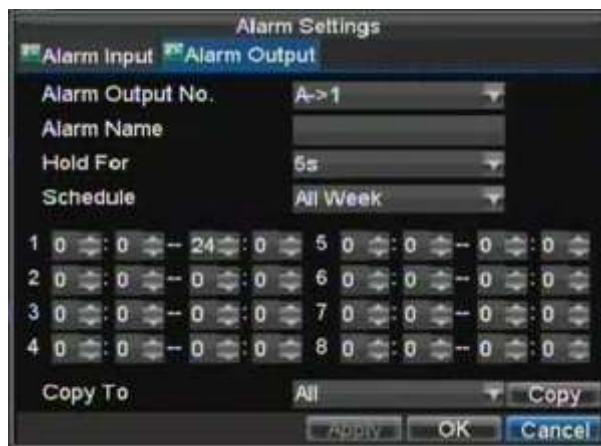 Alarm Settings
Alarm Input Alarm Output
Alarm Output No. A->1
Alarm Name
Hold For 5s
Schedule All Week
1 0 : 0 -- 24 : 0 5 0 : 0 -- 0 : 0
2 0 : 0 -- 0 : 0 6 0 : 0 -- 0 : 0
3 0 : 0 -- 0 : 0 7 0 : 0 -- 0 : 0
4 0 : 0 -- 0 : 0 8 0 : 0 -- 0 : 0
Copy To All Copy
Apply OK Cancel